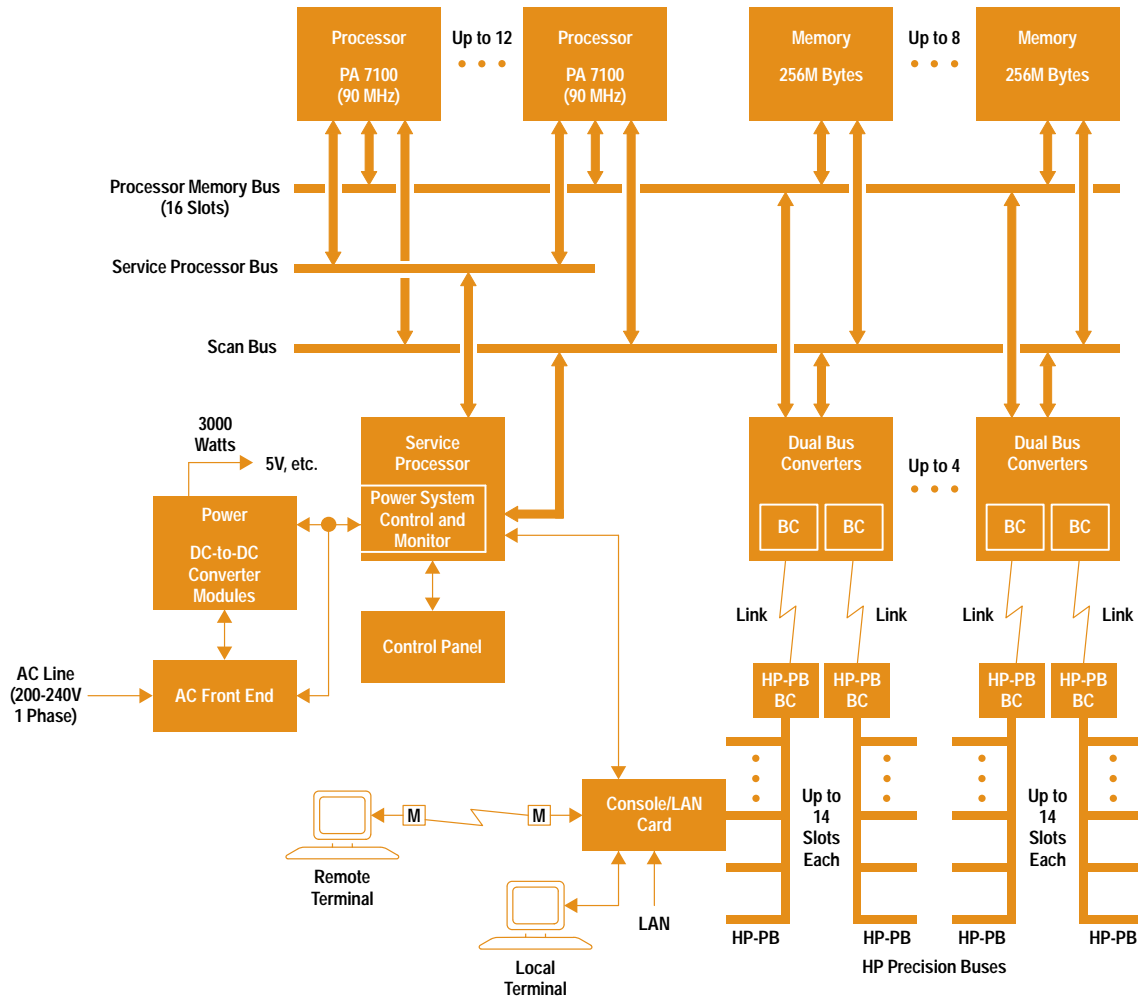 Processor
PA 7100
(90 MHz)
Up to 12
Processor
PA 7100
(90 MHz)
Memory
256M Bytes
Up to 8
Memory
256M Bytes
Processor Memory Bus
(16 Slots)
Service Processor Bus
Scan Bus
3000
Watts
5V, etc.
Power
DC-to-DC
Converter
Modules
Service
Processor
Power System
Control and
Monitor
Dual Bus
Converters
BC
BC
Up to 4
Dual Bus
Converters
BC
BC
Link
Link
Link
Link
Control Panel
AC Line
(200-240V
1 Phase)
AC Front End
HP-PB
BC
HP-PB
BC
HP-PB
BC
HP-PB
BC
Up to
14
Slots
Each
Up to
14
Slots
Each
Console/LAN
Card
M
M
Remote
Terminal
Local
Terminal
LAN
HP-PB
HP-PB
HP-PB
HP-PB
HP Precision Buses